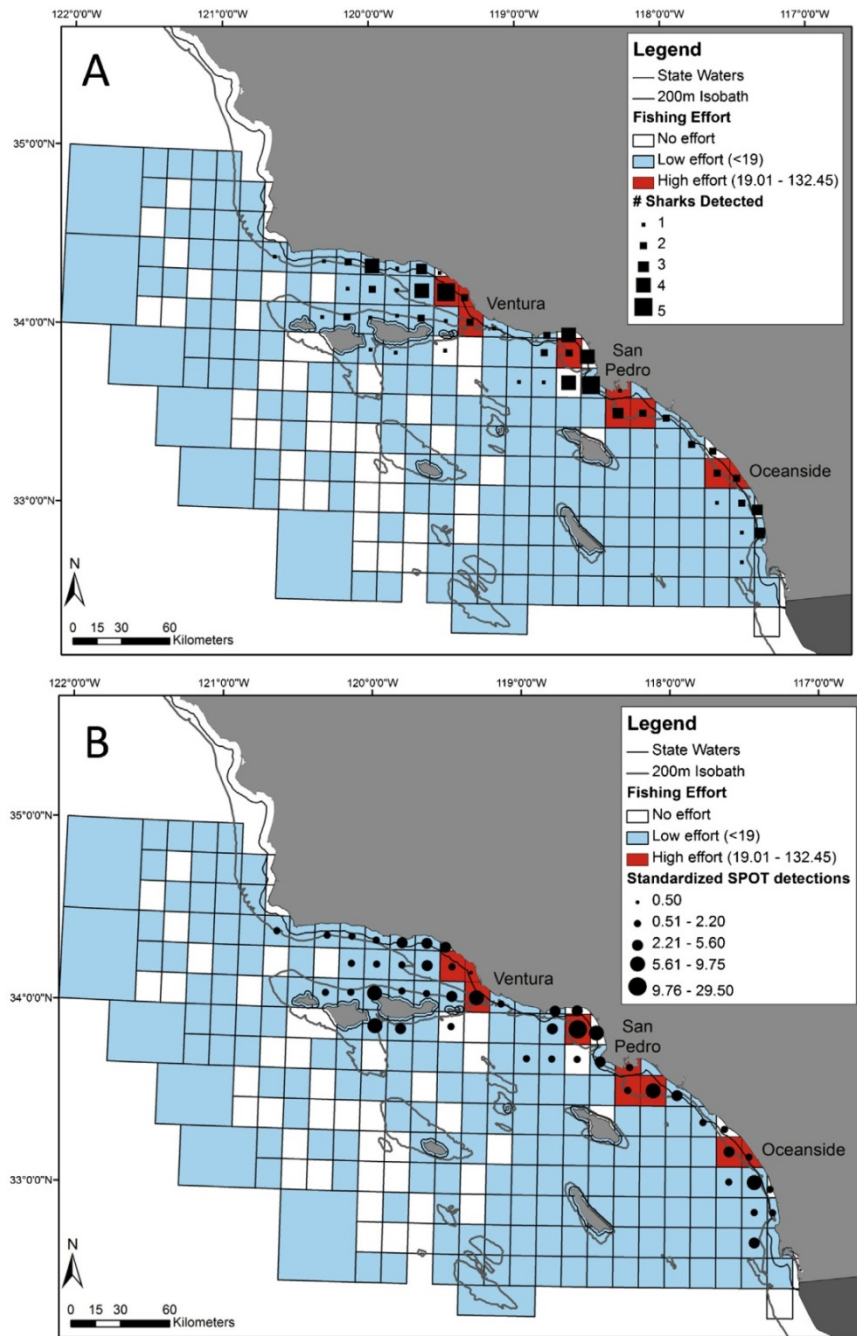 122°0'0"W 121°0'0"W 120°0'0"W 119°0'0"W 118°0'0"W 117°0'0"W
A
Legend
State Waters
200m Isobath
Fishing Effort
No effort
Low effort (<19)
High effort (19.01 - 132.45)
# Sharks Detected
1
2
3
4
5
35°0'0"N
34°0'0"N
33°0'0"N
Ventura
San
Pedro
Oceanside
N
0 15 30 60
Kilometers
122°0'0"W 121°0'0"W 120°0'0"W 119°0'0"W 118°0'0"W 117°0'0"W
B
Legend
State Waters
200m Isobath
Fishing Effort
No effort
Low effort (<19)
High effort (19.01 - 132.45)
Standardized SPOT detections
0.50
0.51 - 2.20
2.21 - 5.60
5.61 - 9.75
9.76 - 29.50
35°0'0"N
34°0'0"N
33°0'0"N
Ventura
San
Pedro
Oceanside
N
0 15 30 60
Kilometers